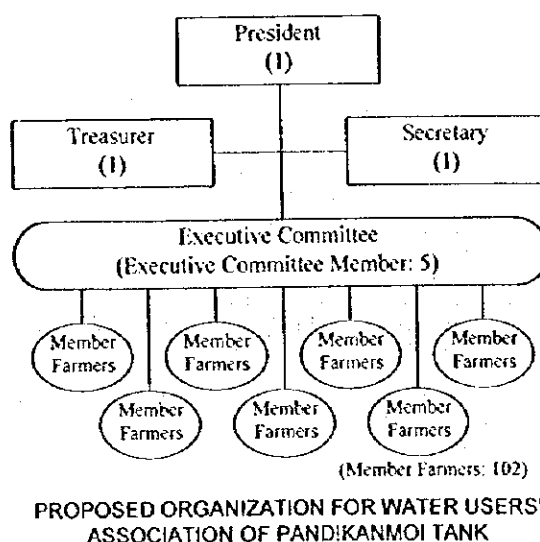 President
(1)
Treasurer
(1)
Secretary
(1)
Executive Committee
(Executive Committee Member: 5)
Member
Farmers
Member
Farmers
Member
Farmers
Member
Farmers
Member
Farmers
Member
Farmers
Member
Farmers
(Member Farmers: 102)
PROPOSED ORGANIZATION FOR WATER USERS'
ASSOCIATION OF PANDIKANMOI TANK